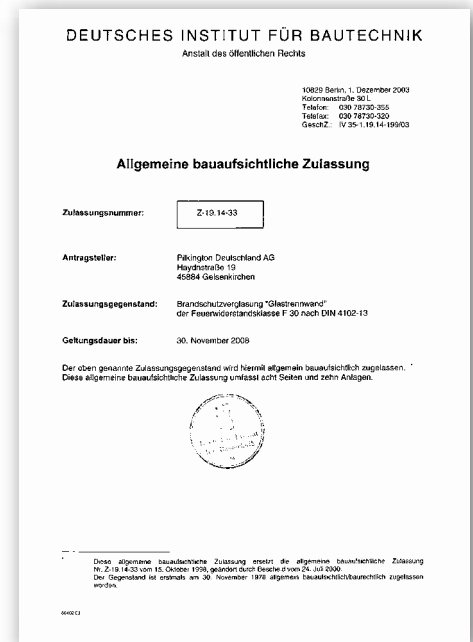 DEUTSCHES INSTITUT FÜR BAUTECHNIK
Anstalt des öffentlichen Rechts
10829 Berlin, 1. Dezember 2003
Kolonnenstraße 30 L
Telefon: 030 78730-355
Telefax: 030 78730-320
GeschZ.: IV 35-1.19.14-199/03
Allgemeine bauaufsichtliche Zulassung
Zulassungsnummer: Z-19.14-33
Antragsteller: Pilkington Deutschland AG
Haydnstraße 19
45884 Gelsenkirchen
Zulassungsgegenstand: Brandschutzverglasung "Glastrennwand"
der Feuerwiderstandsklasse F 30 nach DIN 4102-13
Geltungsdauer bis: 30. November 2008
Der oben genannte Zulassungsgegenstand wird hiermit allgemein bauaufsichtlich zugelassen. *
Diese allgemeine bauaufsichtliche Zulassung umfasst acht Seiten und zehn Anlagen.
* Diese allgemeine bauaufsichtliche Zulassung ersetzt die allgemeine bauaufsichtliche Zulassung
Nr. Z-19.14-33 vom 15. Oktober 1998, geändert durch Bescheid vom 24. Juli 2000.
Der Gegenstand ist erstmals am 30. November 1978 allgemein bauaufsichtlich/baurechtlich zugelassen
worden.